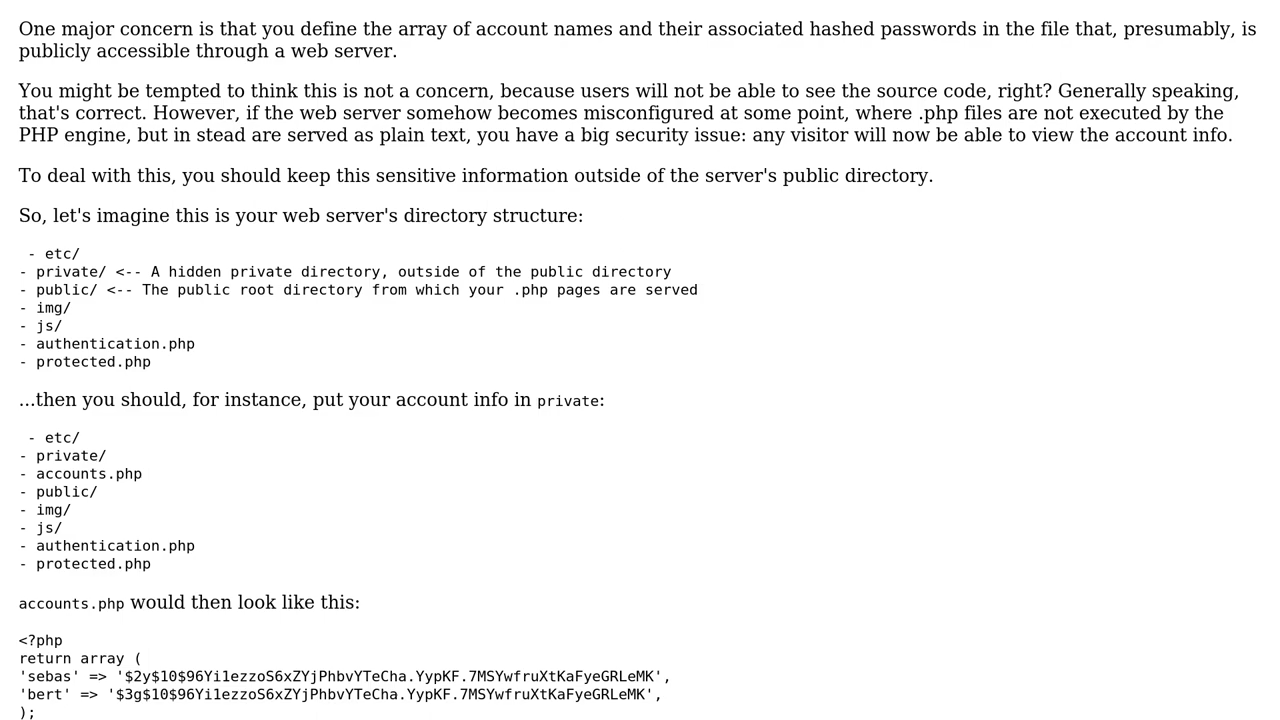 One major concern is that you define the array of account names and their associated hashed passwords in the file that, presumably, is
publicly accessible through a web server.
You might be tempted to think this is not a concern, because users will not be able to see the source code, right? Generally speaking,
that's correct. However, if the web server somehow becomes misconfigured at some point, where .php files are not executed by the
PHP engine, but in stead are served as plain text, you have a big security issue: any visitor will now be able to view the account info.
To deal with this, you should keep this sensitive information outside of the server's public directory.
So, let's imagine this is your web server's directory structure:
- etc/
- private/ <-- A hidden private directory, outside of the public directory
- public/ <-- The public root directory from which your .php pages are served
- img/
- js/
- authentication.php
- protected.php
...then you should, for instance, put your account info in private:
- etc/
- private/
- accounts.php
- public/
- img/
- js/
- authentication.php
- protected.php
accounts.php would then look like this:
<?php
return array (
'sebas' => '$2y$10$96Yi1ezzoS6xZYjPhbvYTeCha.YypKF.7MSYwfruXtKaFyeGRLeMK',
'bert' => '$3g$10$96Yi1ezzoS6xZYjPhbvYTeCha.YypKF.7MSYwfruXtKaFyeGRLeMK',
);